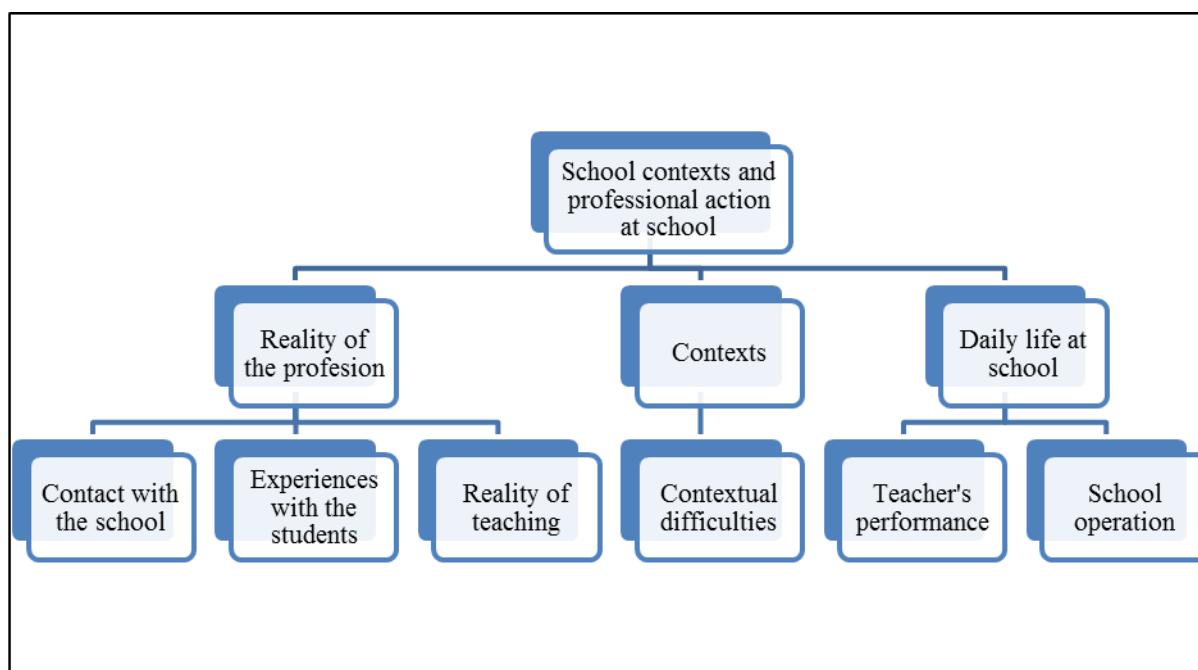 School contexts and
professional action
at school
Reality of
the profesion
Contexts
Daily life at
school
Contact with
the school
Experiences
with the
students
Reality of
teaching
Contextual
difficulties
Teacher's
performance
School
operation